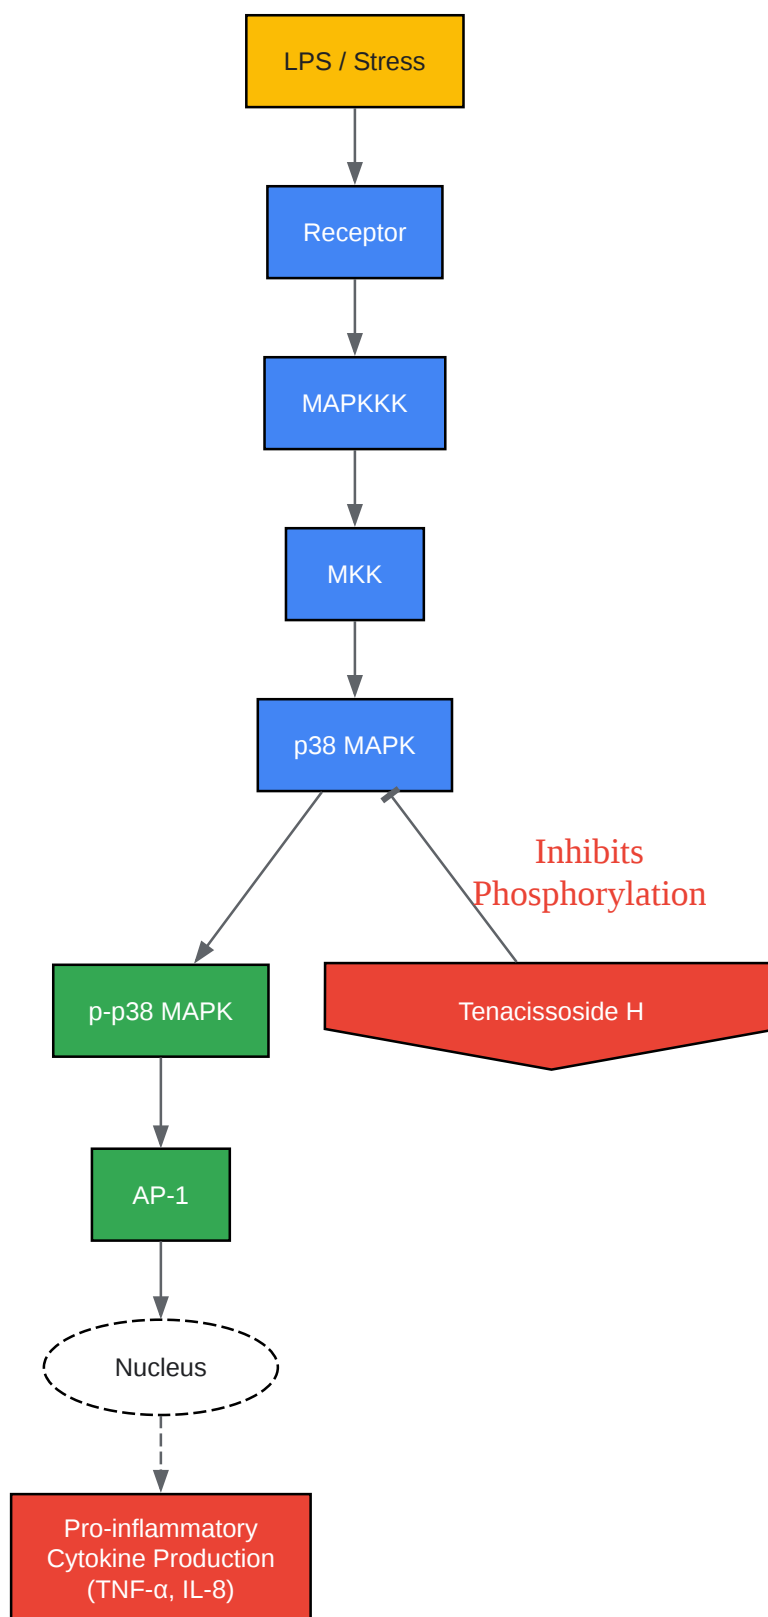 LPS / Stress
Receptor
MAPKKK
MKK
p38 MAPK
Inhibits
Phosphorylation
p-p38 MAPK
Tenacissoside H
AP-1
Nucleus
Pro-inflammatory
Cytokine Production
(TNF-α, IL-8)